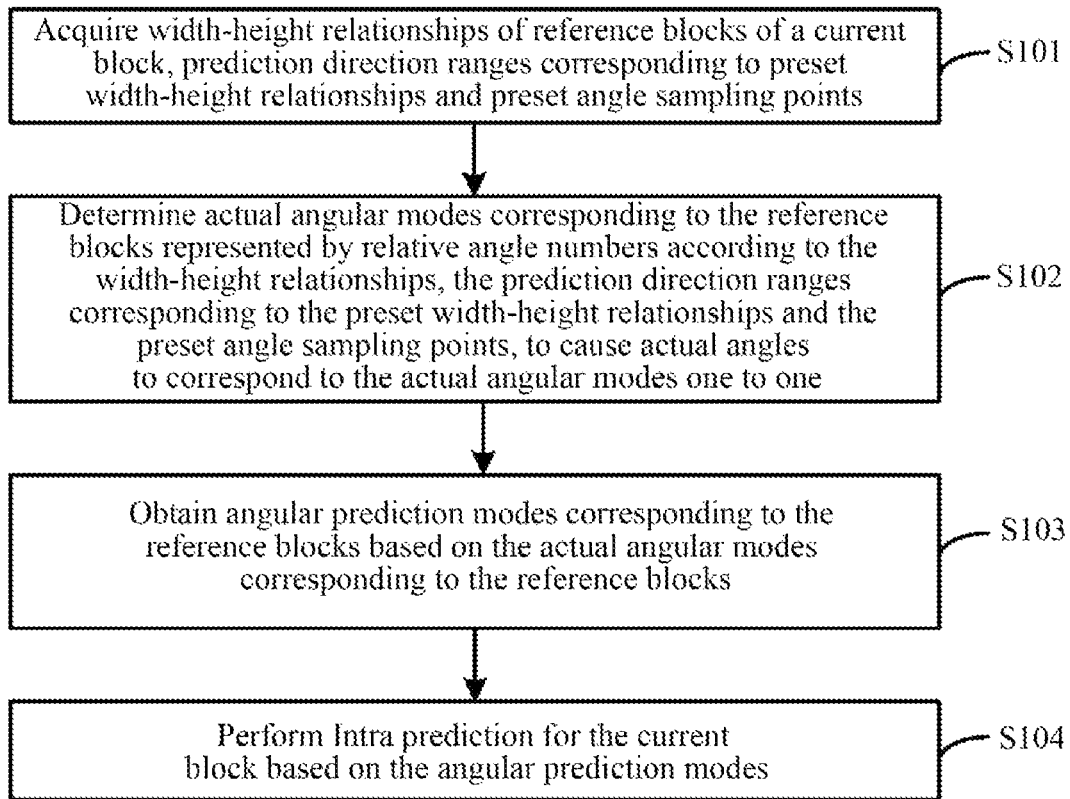 Acquire width-height relationships of reference blocks of a current
block, prediction direction ranges corresponding to preset
width-height relationships and preset angle sampling points
S101
Determine actual angular modes corresponding to the reference
blocks represented by relative angle numbers according to the
width-height relationships, the prediction direction ranges
corresponding to the preset width-height relationships and the
preset angle sampling points, to cause actual angles
to correspond to the actual angular modes one to one
S102
Obtain angular prediction modes corresponding to the
reference blocks based on the actual angular modes
corresponding to the reference blocks
S103
Perform Intra prediction for the current
block based on the angular prediction modes
S104